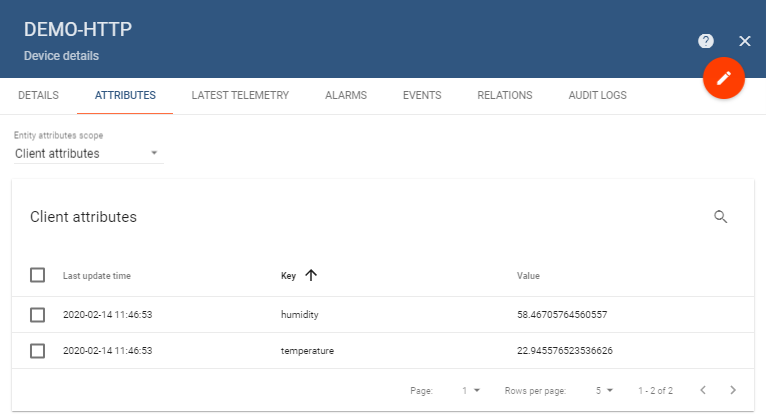 DEMO-HTTP
Device details
?
DETAILS ATTRIBUTES LATEST TELEMETRY ALARMS EVENTS RELATIONS AUDIT LOGS
Entity attributes scope
Client attributes
Client attributes
Last update time Key Value
2020-02-14 11:46:53 humidity 58.46705764560557
2020-02-14 11:46:53 temperature 22.945576523536626
Page: 1 Rows per page: 5 1 - 2 of 2